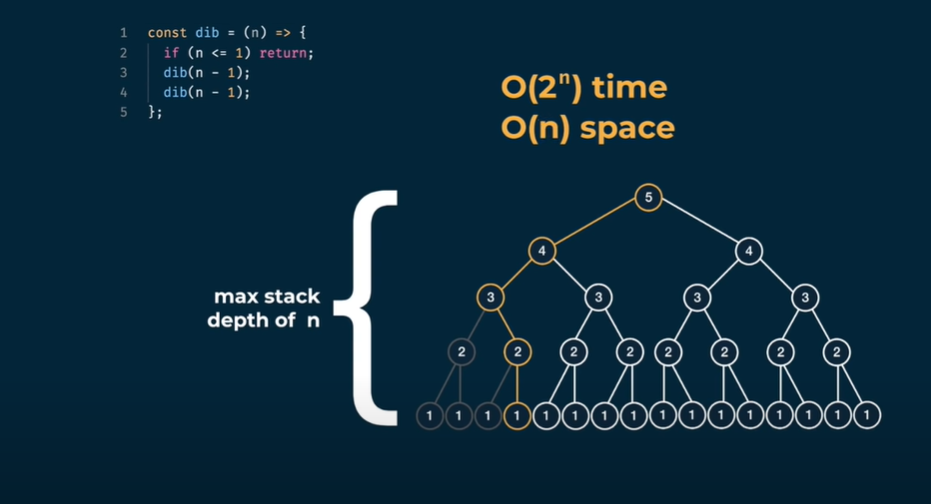 1 const dib = (n) => {
2 if (n <= 1) return;
3 dib(n - 1);
4 dib(n - 1);
5 };
O(2ⁿ) time
O(n) space
5
4 4
3 3 3 3
max stack
depth of n
2 2 2 2 2 2 2 2
1 1 1 1 1 1 1 1 1 1 1 1 1 1 1 1